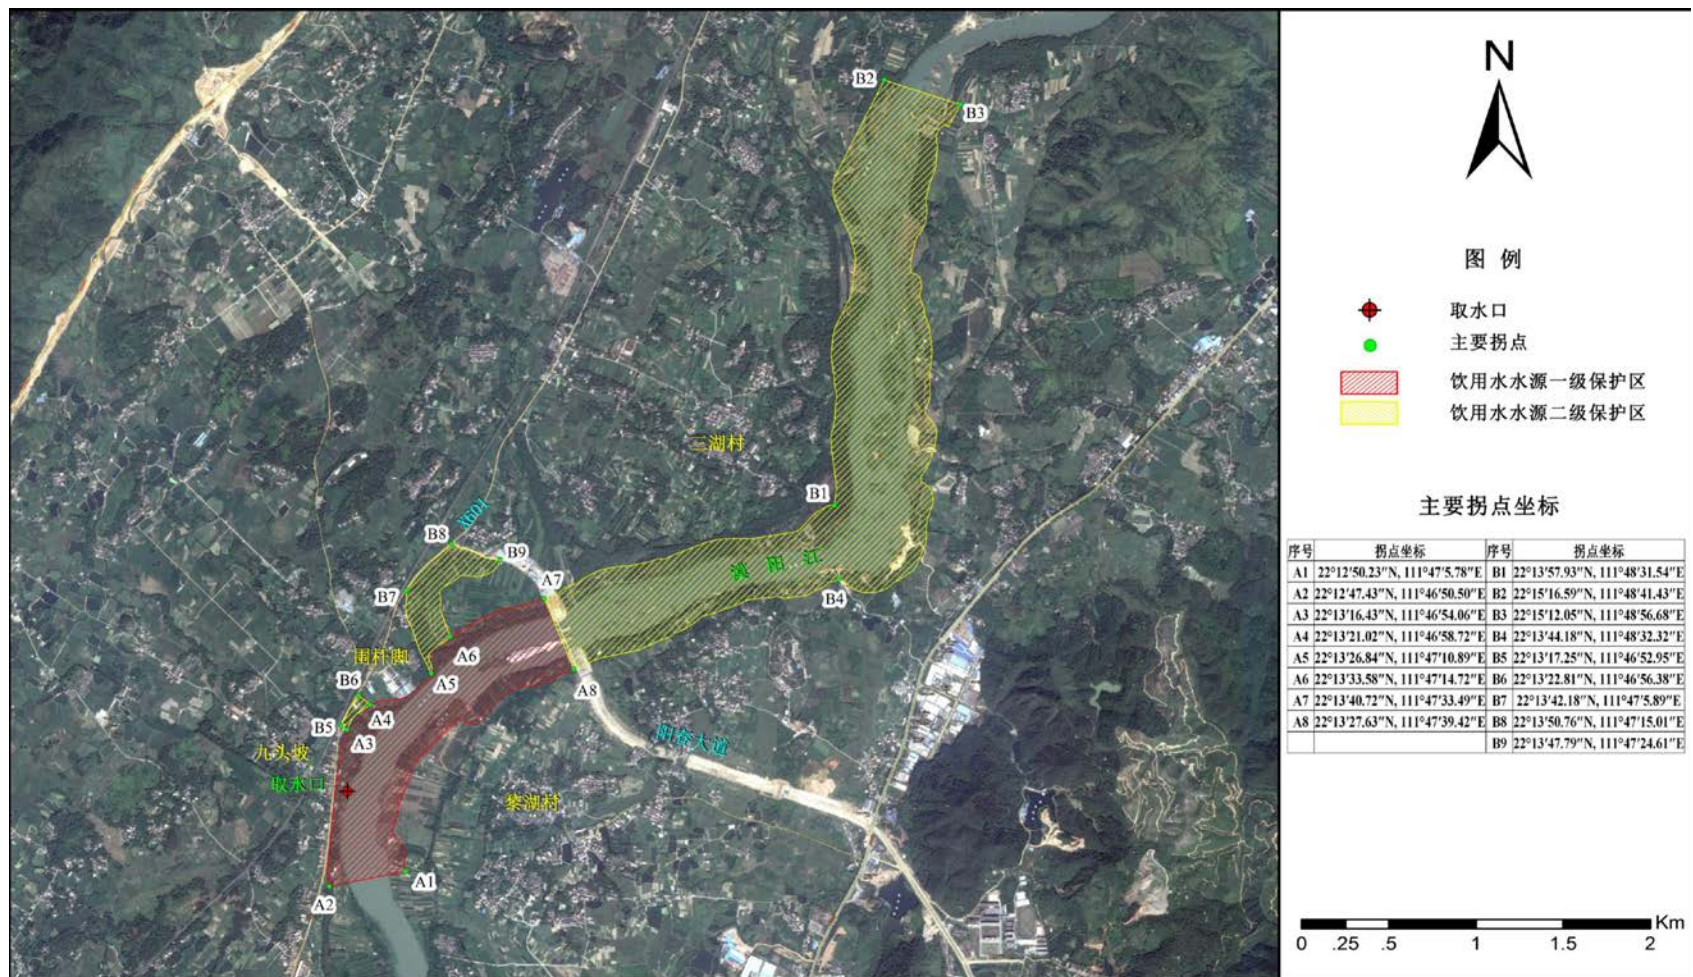 N
图 例
取水口
主要拐点
饮用水水源一级保护区
饮用水水源二级保护区
主要拐点坐标
序号 拐点坐标 序号 拐点坐标
A1 22°12′50.23″N, 111°47′5.78″E B1 22°13′57.93″N, 111°48′31.54″E
A2 22°12′47.43″N, 111°46′50.50″E B2 22°15′16.59″N, 111°48′41.43″E
A3 22°13′16.43″N, 111°46′54.06″E B3 22°15′12.05″N, 111°48′56.68″E
A4 22°13′21.02″N, 111°46′58.72″E B4 22°13′44.18″N, 111°48′32.32″E
A5 22°13′26.84″N, 111°47′10.89″E B5 22°13′17.25″N, 111°46′52.95″E
A6 22°13′33.58″N, 111°47′14.72″E B6 22°13′22.81″N, 111°46′56.38″E
A7 22°13′40.72″N, 111°47′33.49″E B7 22°13′42.18″N, 111°47′5.89″E
A8 22°13′27.63″N, 111°47′39.42″E B8 22°13′50.76″N, 111°47′15.01″E
B9 22°13′47.79″N, 111°47′24.61″E
Km
0 .25 .5 1 1.5 2
B2
B3
三湖村
B1
X601
B8
B9
漠阳江
A7
B4
B7
围杆脚
A6
A5
A8
B6
A4
B5
A3
阳春大道
九头坡
取水口
黎湖村
A1
A2